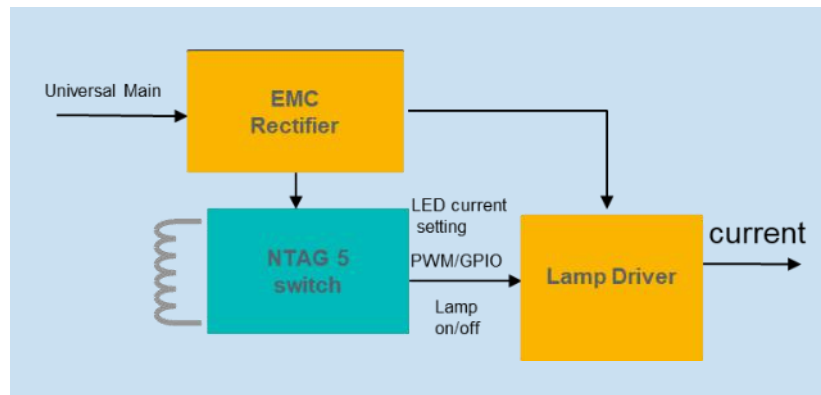 Universal Main
EMC
Rectifier
LED current
setting
NTAG 5
switch
PWM/GPIO
Lamp
on/off
Lamp Driver
current